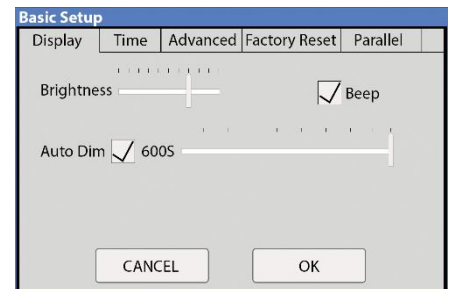 Basic Setup
Display Time Advanced Factory Reset Parallel
Brightness Beep
Auto Dim 600S
CANCEL OK